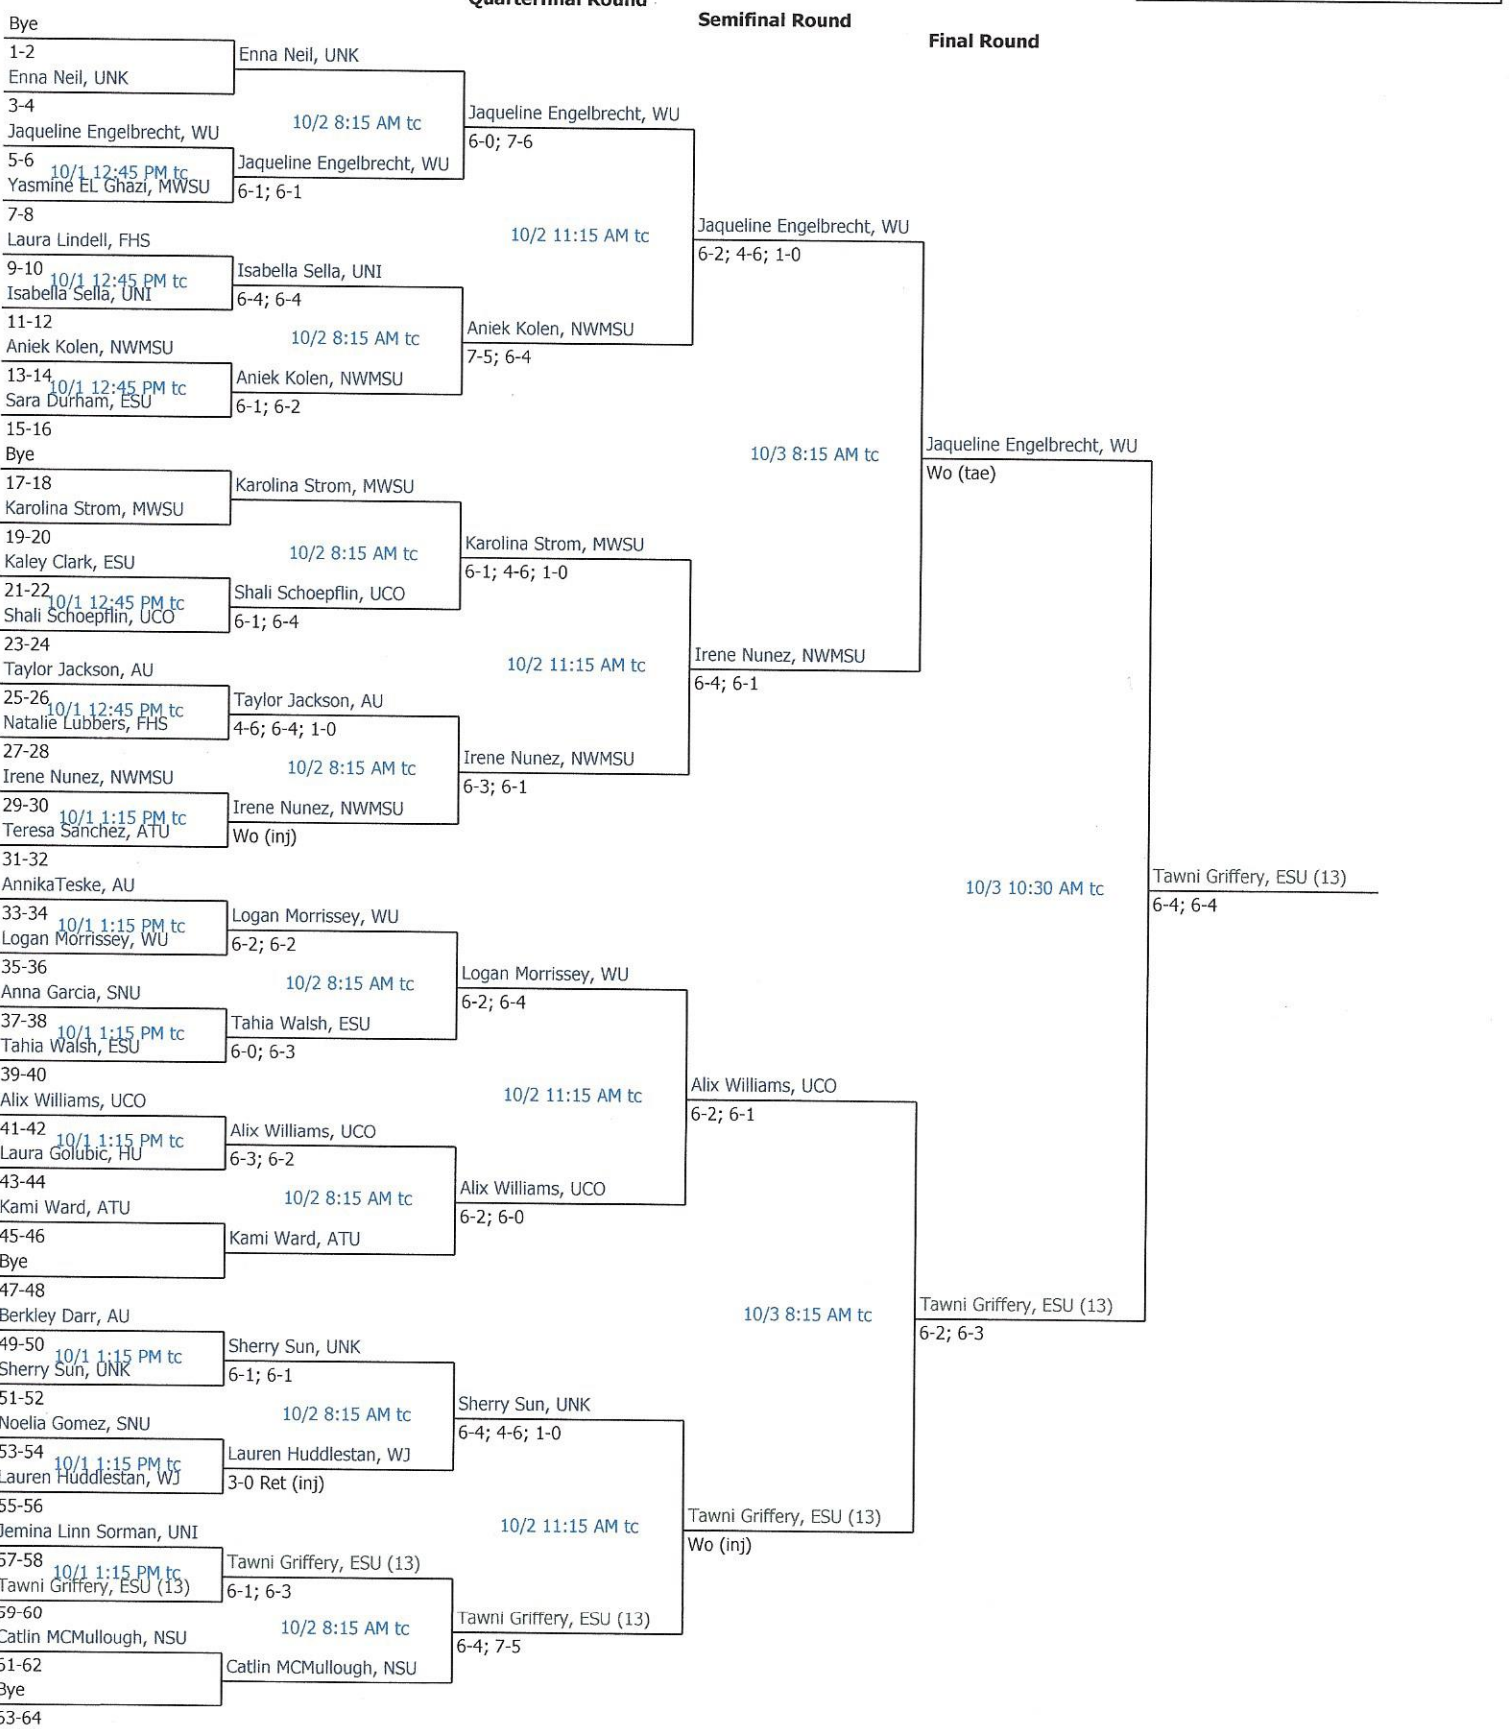 Quarterfinal Round
Semifinal Round
Final Round
Bye
1-2
Enna Neil, UNK
Enna Neil, UNK
3-4
Jaqueline Engelbrecht, WU
10/2 8:15 AM tc
Jaqueline Engelbrecht, WU
6-0; 7-6
5-6
10/1 12:45 PM tc
Yasmine EL Ghazi, MWSU
Jaqueline Engelbrecht, WU
6-1; 6-1
7-8
Laura Lindell, FHS
10/2 11:15 AM tc
Jaqueline Engelbrecht, WU
6-2; 4-6; 1-0
9-10
10/1 12:45 PM tc
Isabella Sella, UNI
Isabella Sella, UNI
6-4; 6-4
11-12
Aniek Kolen, NWMSU
10/2 8:15 AM tc
Aniek Kolen, NWMSU
7-5; 6-4
13-14
10/1 12:45 PM tc
Sara Durham, ESU
Aniek Kolen, NWMSU
6-1; 6-2
15-16
Bye
10/3 8:15 AM tc
Jaqueline Engelbrecht, WU
Wo (tae)
17-18
Karolina Strom, MWSU
Karolina Strom, MWSU
19-20
Kaley Clark, ESU
10/2 8:15 AM tc
Karolina Strom, MWSU
6-1; 4-6; 1-0
21-22
10/1 12:45 PM tc
Shali Schoepflin, UCO
Shali Schoepflin, UCO
6-1; 6-4
23-24
Taylor Jackson, AU
10/2 11:15 AM tc
Irene Nunez, NWMSU
6-4; 6-1
25-26
10/1 12:45 PM tc
Natalie Lubbers, FHS
Taylor Jackson, AU
4-6; 6-4; 1-0
27-28
Irene Nunez, NWMSU
10/2 8:15 AM tc
Irene Nunez, NWMSU
6-3; 6-1
29-30
10/1 1:15 PM tc
Teresa Sanchez, ATU
Irene Nunez, NWMSU
Wo (inj)
31-32
AnnikaTeske, AU
10/3 10:30 AM tc
Tawni Griffery, ESU (13)
6-4; 6-4
33-34
10/1 1:15 PM tc
Logan Morrissey, WU
Logan Morrissey, WU
6-2; 6-2
35-36
Anna Garcia, SNU
10/2 8:15 AM tc
Logan Morrissey, WU
6-2; 6-4
37-38
10/1 1:15 PM tc
Tahia Walsh, ESU
Tahia Walsh, ESU
6-0; 6-3
39-40
Alix Williams, UCO
10/2 11:15 AM tc
Alix Williams, UCO
6-2; 6-1
41-42
10/1 1:15 PM tc
Laura Golubic, HU
Alix Williams, UCO
6-3; 6-2
43-44
Kami Ward, ATU
10/2 8:15 AM tc
Alix Williams, UCO
6-2; 6-0
45-46
Bye
Kami Ward, ATU
47-48
Berkley Darr, AU
10/3 8:15 AM tc
Tawni Griffery, ESU (13)
6-2; 6-3
49-50
10/1 1:15 PM tc
Sherry Sun, UNK
Sherry Sun, UNK
6-1; 6-1
51-52
Noelia Gomez, SNU
10/2 8:15 AM tc
Sherry Sun, UNK
6-4; 4-6; 1-0
53-54
10/1 1:15 PM tc
Lauren Huddlestan, WJ
Lauren Huddlestan, WJ
3-0 Ret (inj)
55-56
Jemina Linn Sorman, UNI
10/2 11:15 AM tc
Tawni Griffery, ESU (13)
Wo (inj)
57-58
10/1 1:15 PM tc
Tawni Griffery, ESU (13)
Tawni Griffery, ESU (13)
6-1; 6-3
59-60
Catlin MCMullough, NSU
10/2 8:15 AM tc
Tawni Griffery, ESU (13)
6-4; 7-5
61-62
Bye
Catlin MCMullough, NSU
63-64